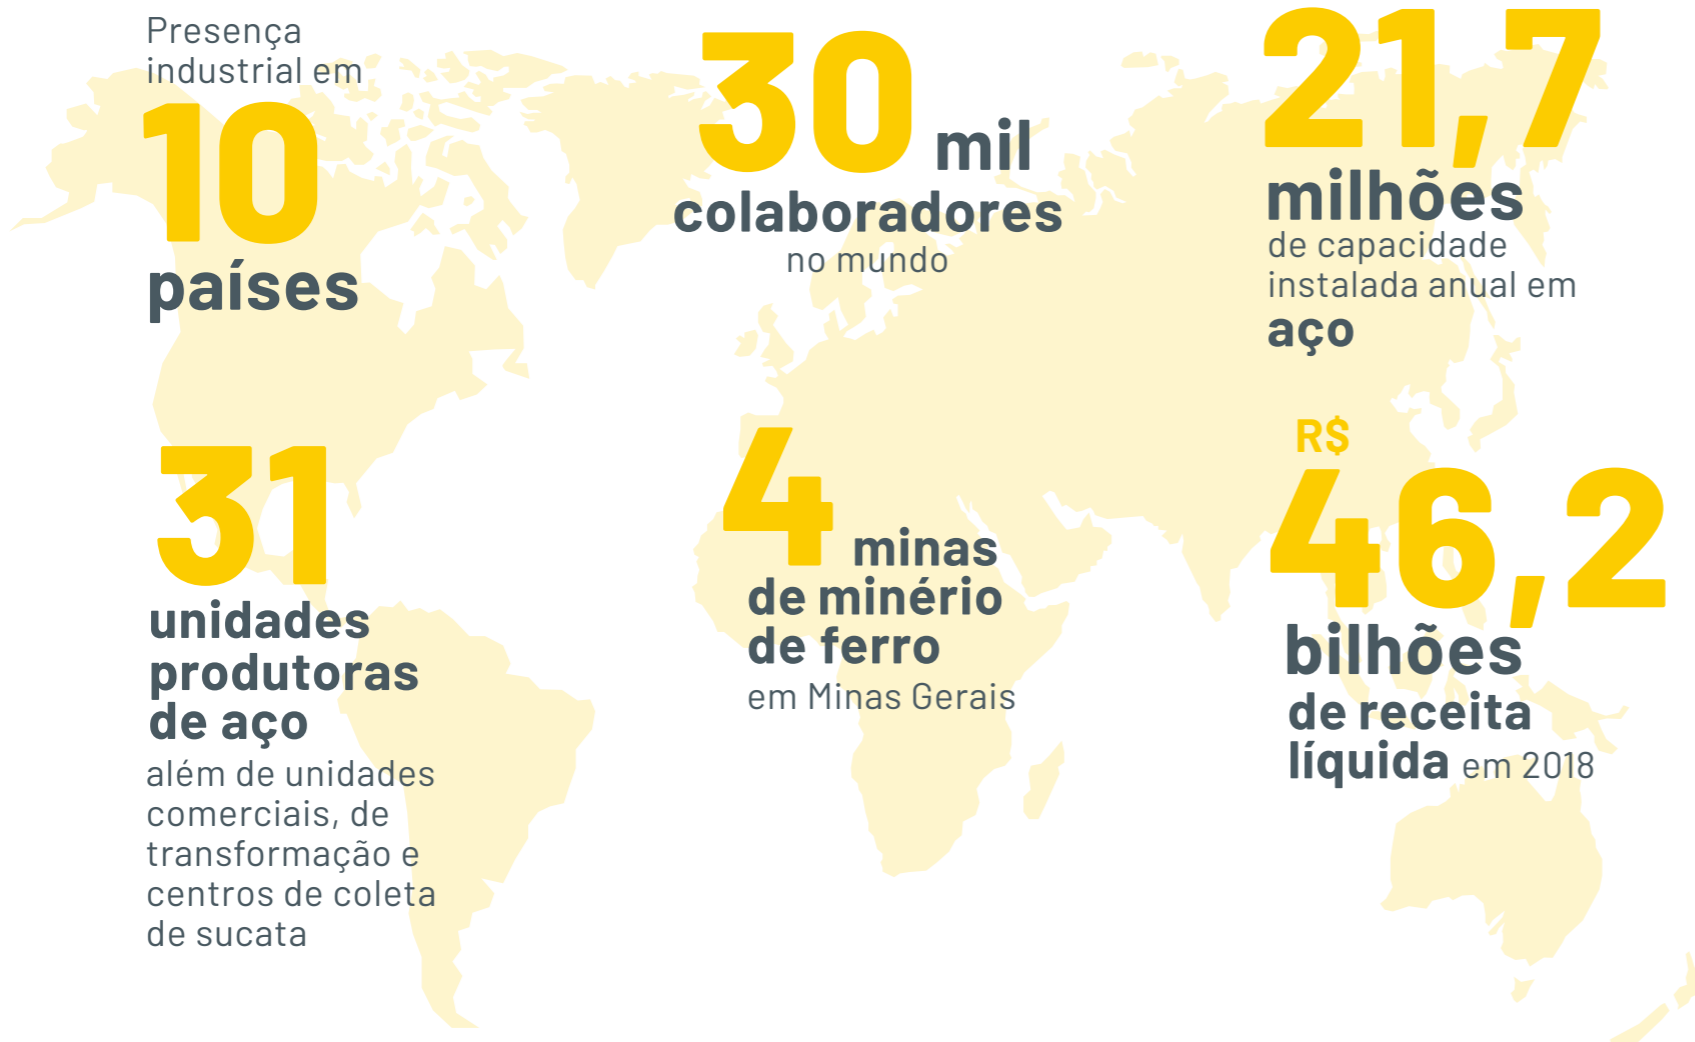 Presença
industrial em
10
países
30 mil
colaboradores
no mundo
21,7
milhões
de capacidade
instalada anual em
aço
31
unidades
produtoras
de aço
além de unidades
comerciais, de
transformação e
centros de coleta
de sucata
4 minas
de minério
de ferro
em Minas Gerais
R$
46,2
bilhões
de receita
líquida em 2018